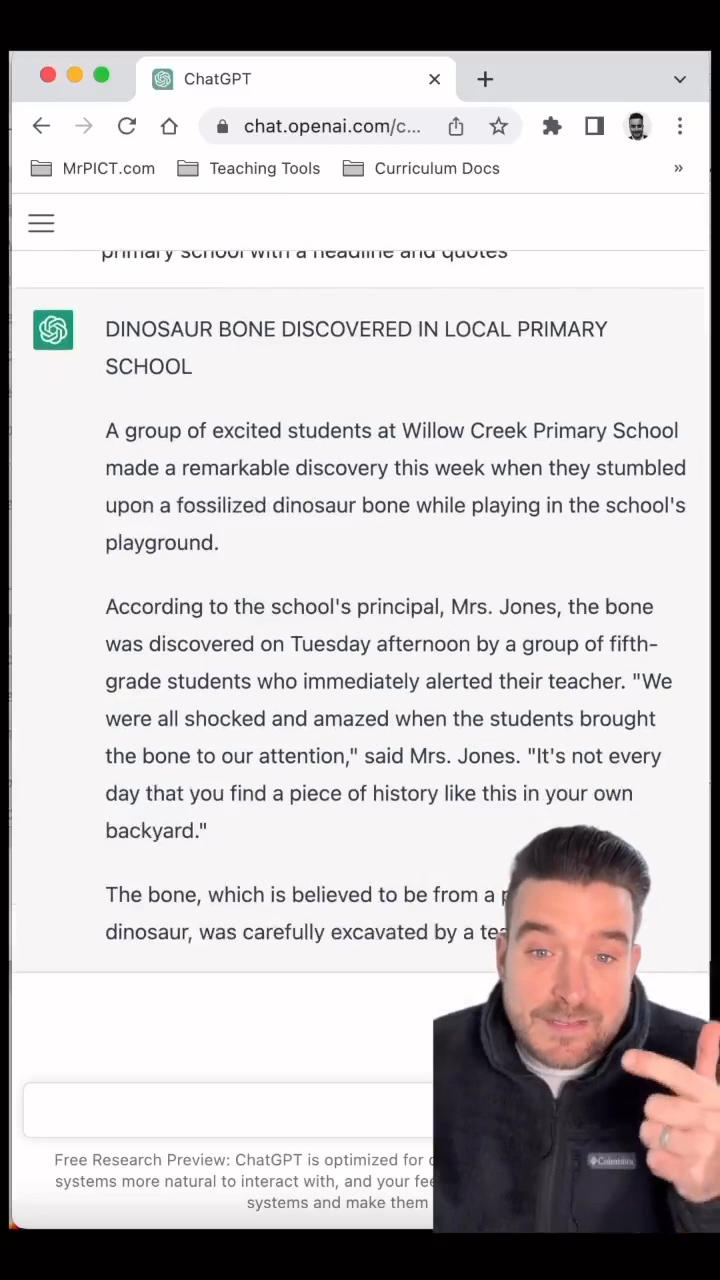 ChatGPT
chat.openai.com/c...
MrPICT.com
Teaching Tools
Curriculum Docs
»
primary school with a headline and quotes
DINOSAUR BONE DISCOVERED IN LOCAL PRIMARY
SCHOOL
A group of excited students at Willow Creek Primary School
made a remarkable discovery this week when they stumbled
upon a fossilized dinosaur bone while playing in the school's
playground.
According to the school's principal, Mrs. Jones, the bone
was discovered on Tuesday afternoon by a group of fifth-
grade students who immediately alerted their teacher. "We
were all shocked and amazed when the students brought
the bone to our attention," said Mrs. Jones. "It's not every
day that you find a piece of history like this in your own
backyard."
The bone, which is believed to be from a
dinosaur, was carefully excavated by a
Free Research Preview: ChatGPT is optimized for
systems more natural to interact with, and your
systems and make them
Columbia